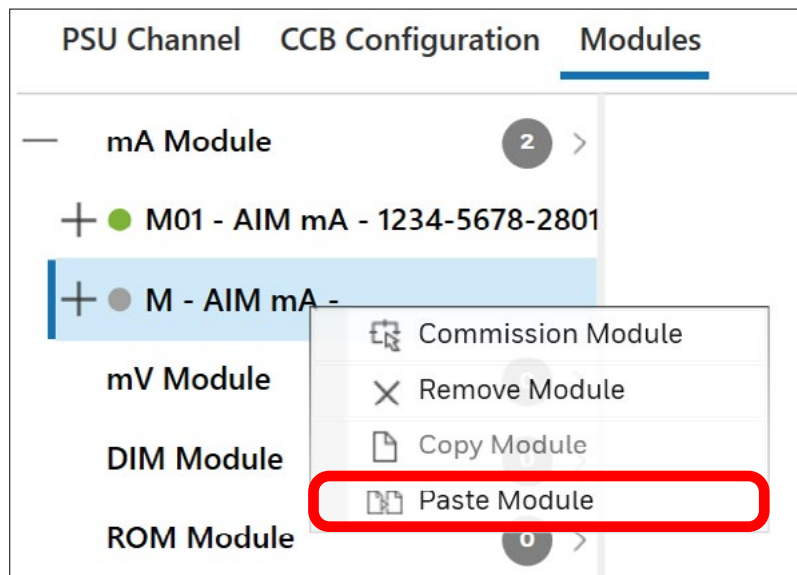 PSU Channel CCB Configuration Modules
mA Module 2
M01 - AIM mA - 1234-5678-2801
M - AIM mA -
Commission Module
mV Module
Remove Module
Copy Module
DIM Module
Paste Module
ROM Module 0